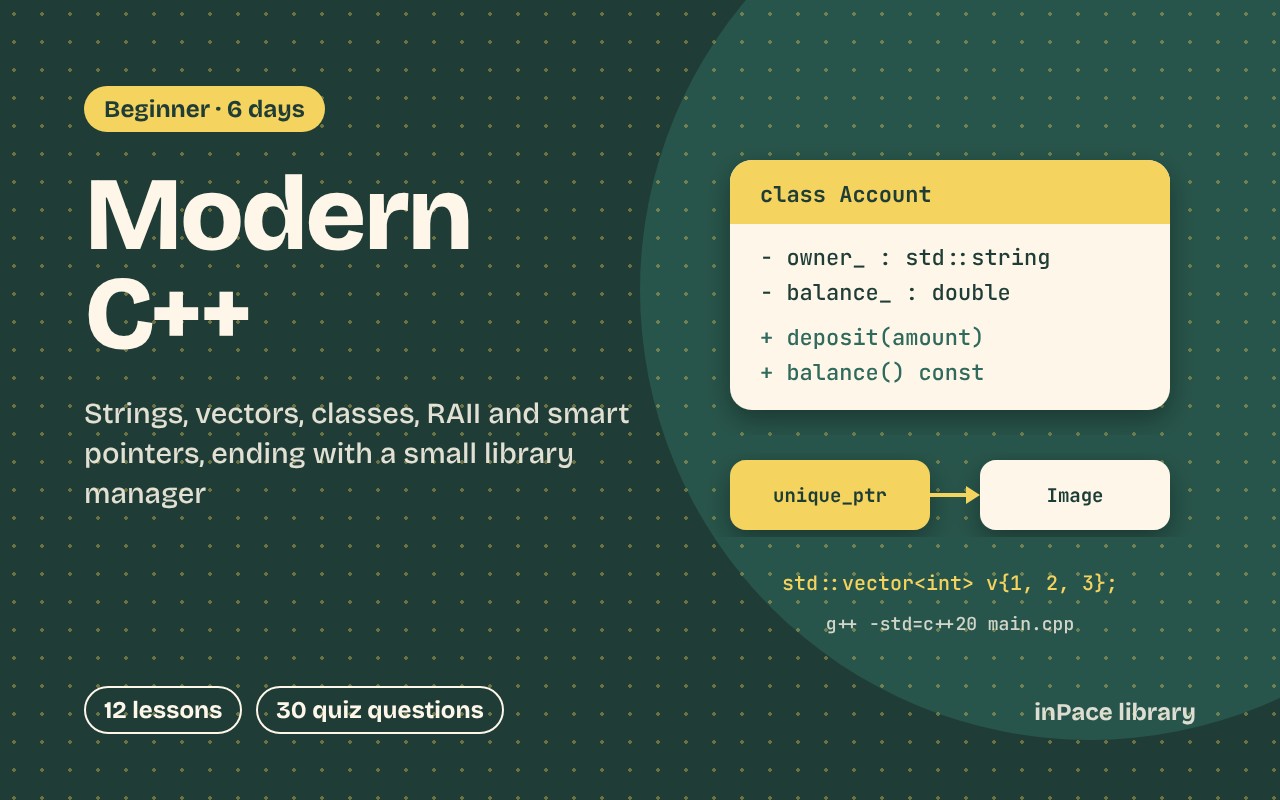 Beginner · 6 days
Modern
C++
Strings, vectors, classes, RAII and smart
pointers, ending with a small library
manager
12 lessons
30 quiz questions
class Account
- owner_ : std::string
- balance_ : double
+ deposit(amount)
+ balance() const
unique_ptr
Image
std::vector<int> v{1, 2, 3};
g++ -std=c++20 main.cpp
inPace library